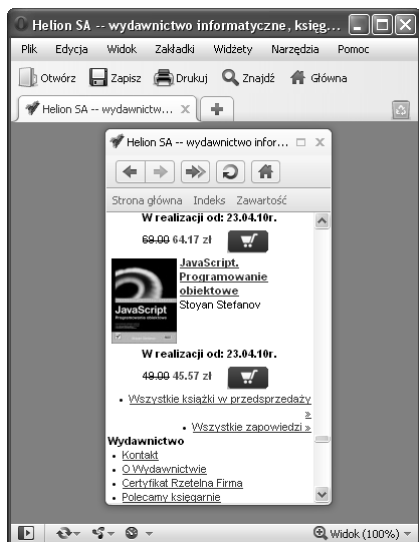 Helion SA -- wydawnictwo informatyczne, księg...
Plik Edycja Widok Zakładki Widżety Narzędzia Pomoc
Otwórz Zapisz Drukuj Znajdź Główna
Helion SA -- wydawnictw...
Helion SA -- wydawnictwo infor...
Strona główna Indeks Zawartość
W realizacji od: 23.04.10r.
69.00 64.17 zł
JavaScript.
Programowanie
obiektowe
Stoyan Stefanov
JavaScript
Programowanie obiektowe
W realizacji od: 23.04.10r.
49.00 45.57 zł
• Wszystkie książki w przedsprzedaży
»
• Wszystkie zapowiedzi »
Wydawnictwo
• Kontakt
• O Wydawnictwie
• Certyfikat Rzetelna Firma
• Polecamy księgarnie
Widok (100%)